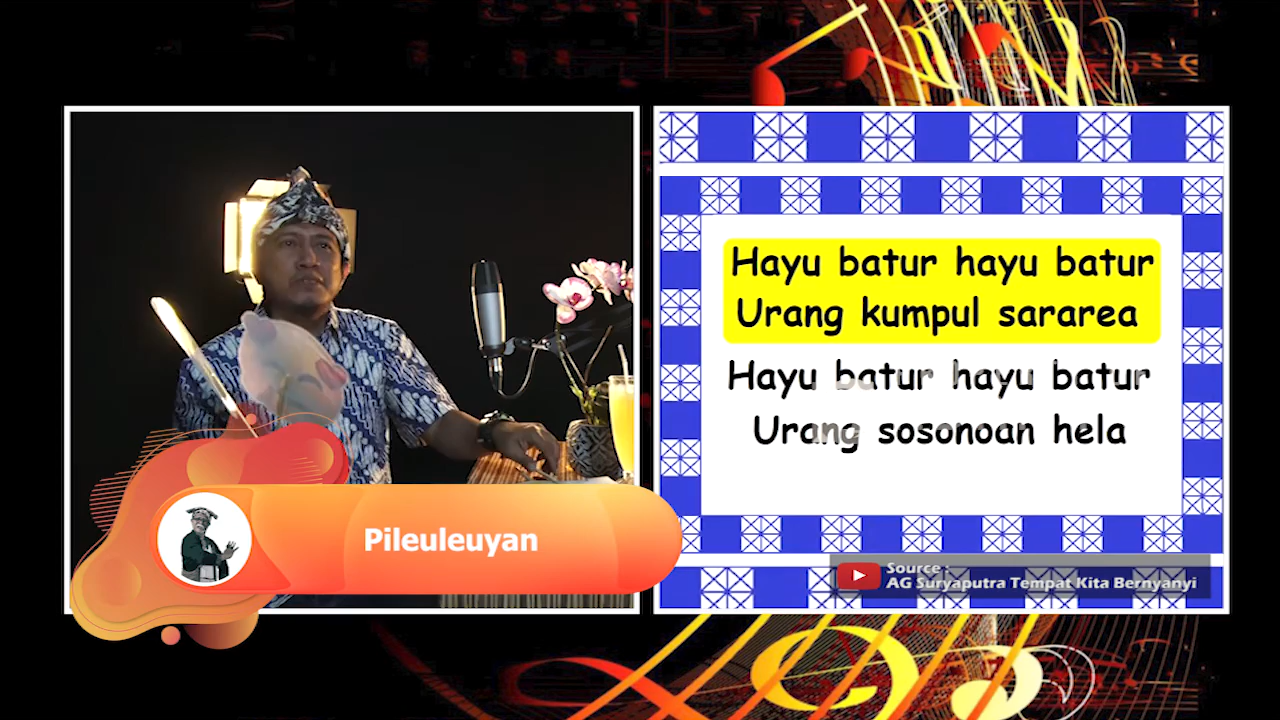 Hayu batur hayu batur
Urang kumpul sararea
Hayu batur hayu batur
Urang sosonoan hela
Pileuleuyan
Source :
AG Suryaputra Tempat Kita Bernyanyi